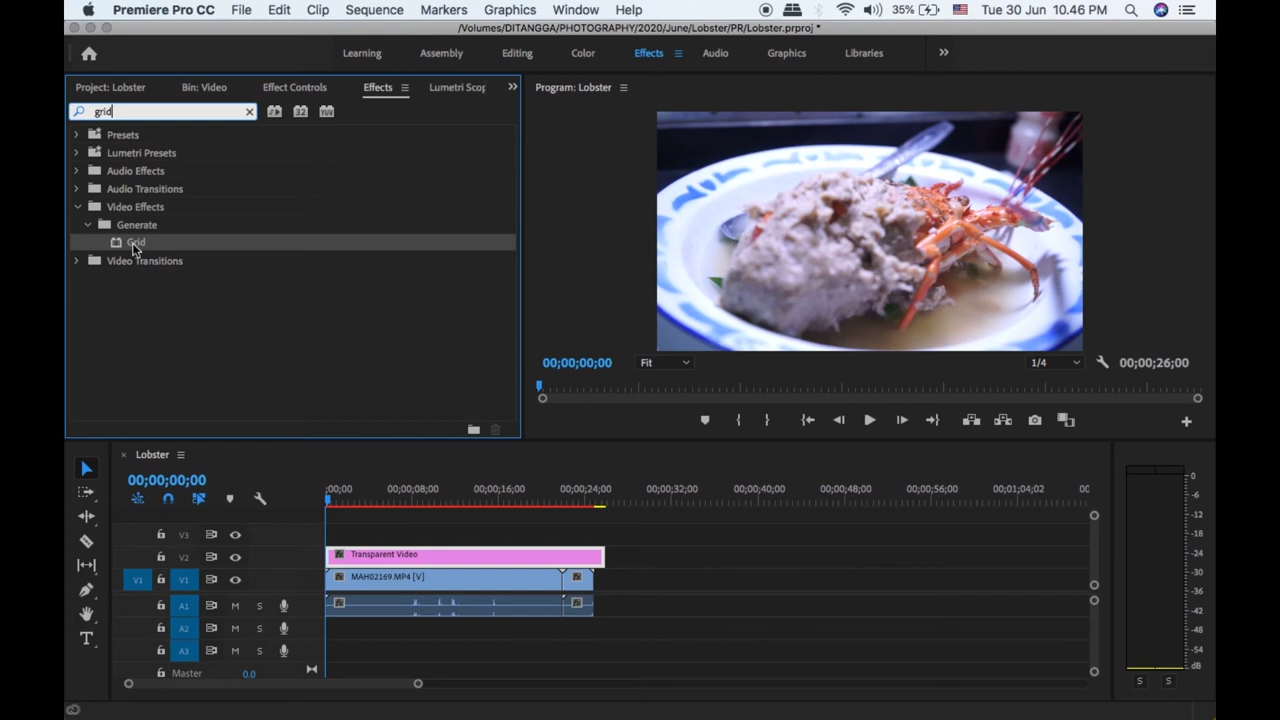 Premiere Pro CC File Edit Clip Sequence Markers Graphics Window Help 35% Tue 30 Jun 10.46 PM
/Volumes/DITANGGA/PHOTOGRAPHY/2020/June/Lobster/PR/Lobster.prproj *
Learning Assembly Editing Color Effects Audio Graphics Libraries
Project: Lobster Bin: Video Effect Controls Effects Lumetri Scop
Program: Lobster
grid
32 YUV
Presets
Lumetri Presets
Audio Effects
Audio Transitions
Video Effects
Generate
Grid
Video Transitions
00;00;00;00 Fit 1/4 00;00;26;00
Lobster
00;00;00;00
;00;00 00;00;08;00 00;00;16;00 00;00;24;00 00;00;32;00 00;00;40;00 00;00;48;00 00;00;56;00 00;01;04;02 00
V3
V2 Transparent Video
V1 V1 MAH02169.MP4 [V]
A1 M S
A2 M S
A3 M S
Master 0.0
0
-6
-12
-18
-24
-30
-36
-42
-48
-54
dB
S S